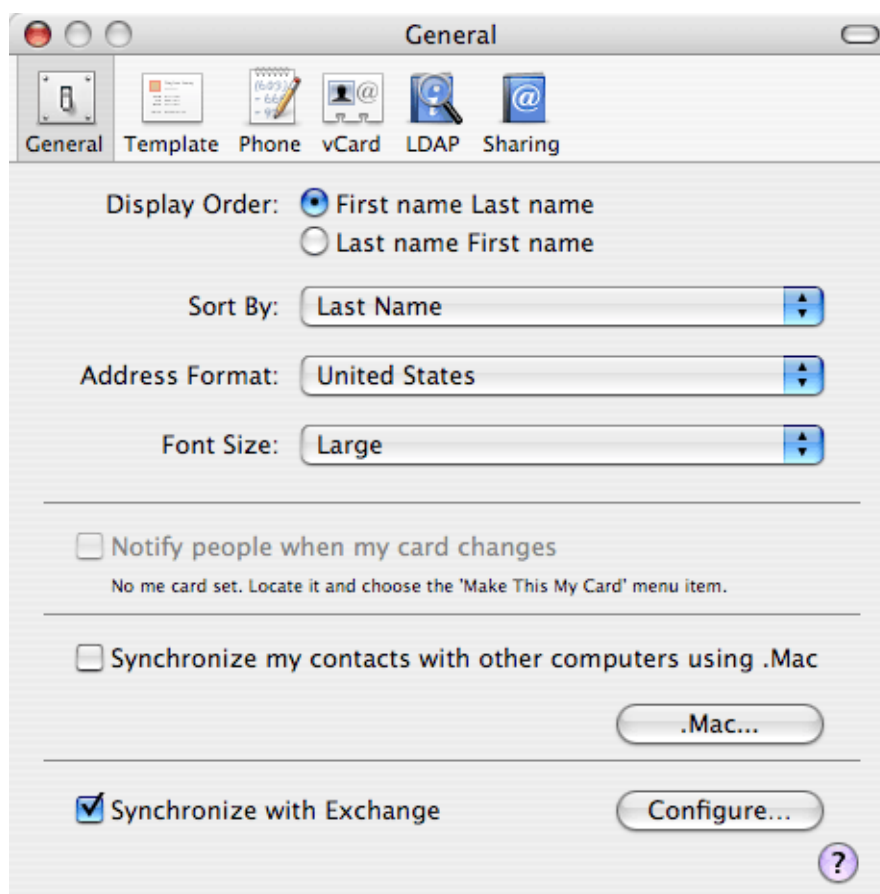 General
General Template Phone vCard LDAP Sharing
Display Order: First name Last name
Last name First name
Sort By: Last Name
Address Format: United States
Font Size: Large
Notify people when my card changes
No me card set. Locate it and choose the 'Make This My Card' menu item.
Synchronize my contacts with other computers using .Mac
.Mac...
Synchronize with Exchange Configure...
?